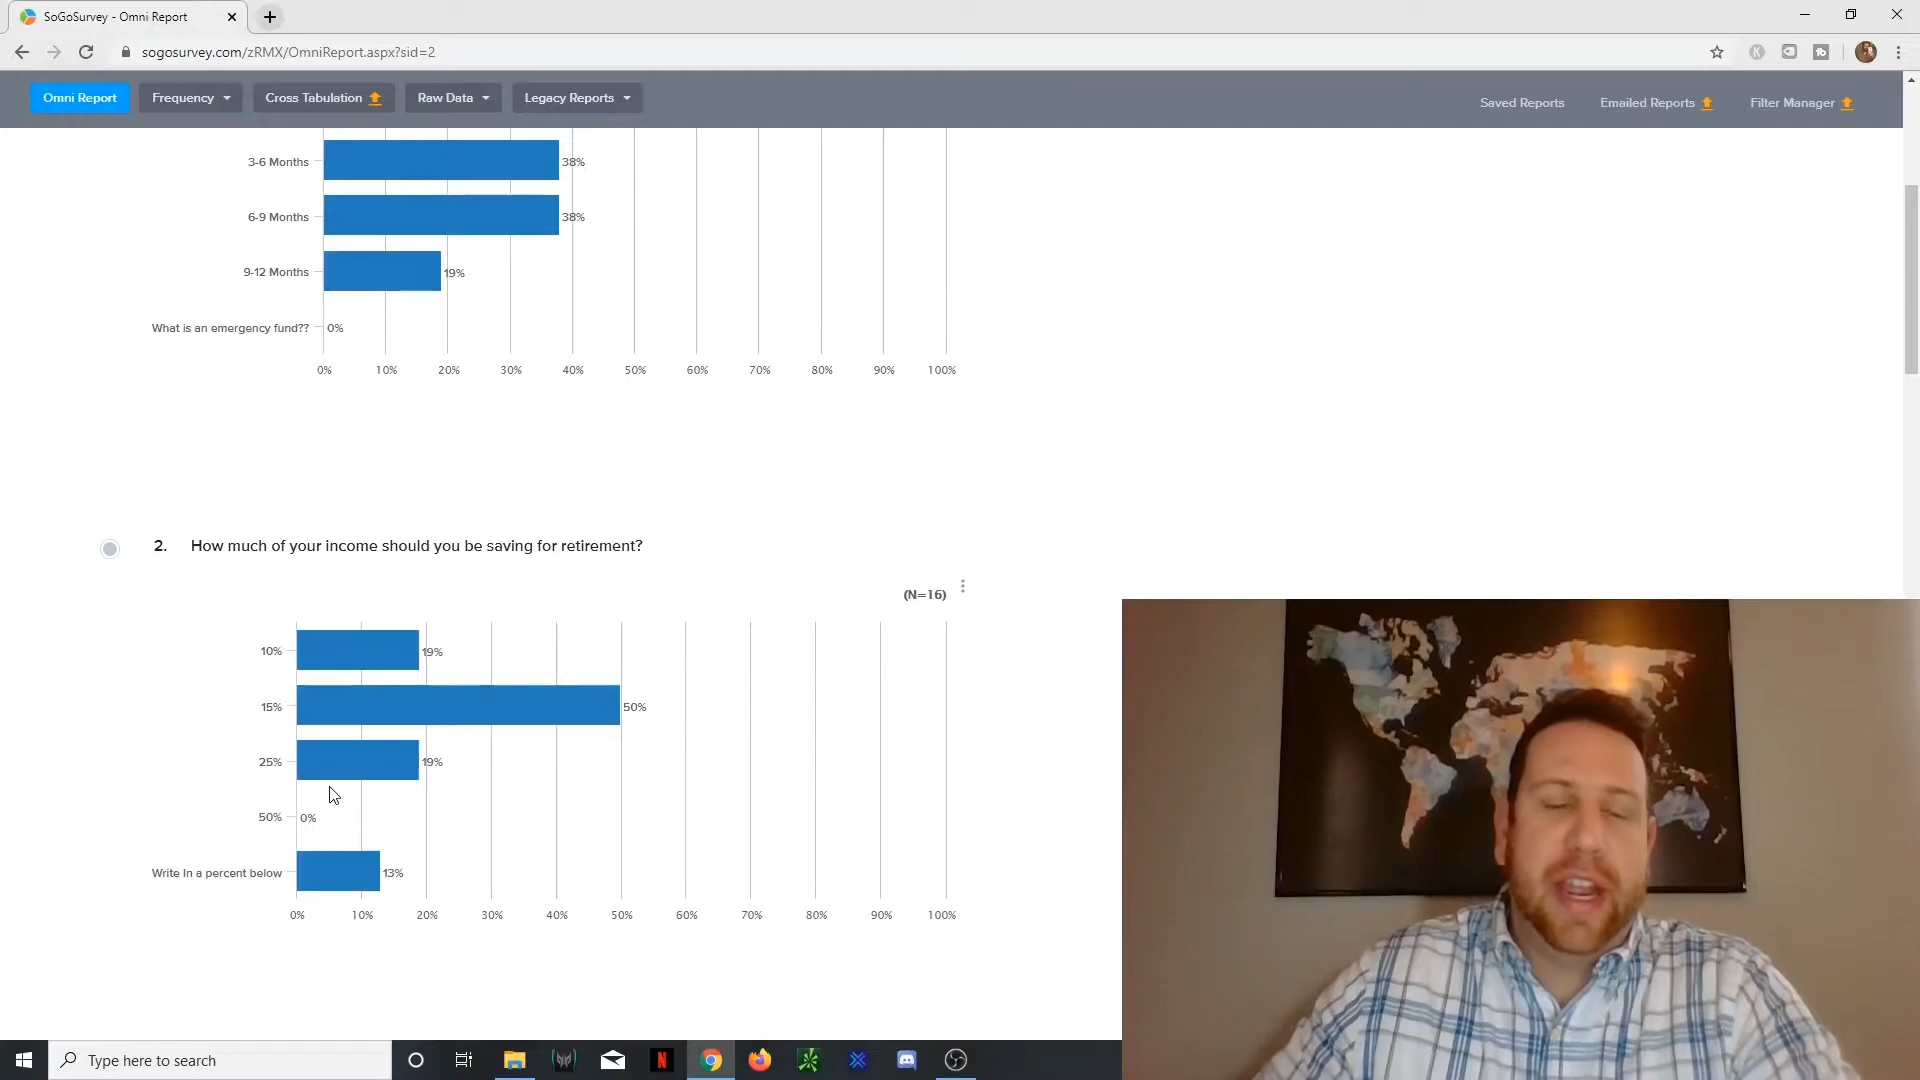 SoGoSurvey - Omni Report
sogosurvey.com/zRMX/OmniReport.aspx?sid=2
Omni Report Frequency Cross Tabulation Raw Data Legacy Reports Saved Reports Emailed Reports Filter Manager
3-6 Months 38%
6-9 Months 38%
9-12 Months 19%
What is an emergency fund?? 0%
0% 10% 20% 30% 40% 50% 60% 70% 80% 90% 100%
2. How much of your income should you be saving for retirement?
(N=16)
10% 19%
15% 50%
25% 19%
50% 0%
Write In a percent below 13%
0% 10% 20% 30% 40% 50% 60% 70% 80% 90% 100%
Type here to search